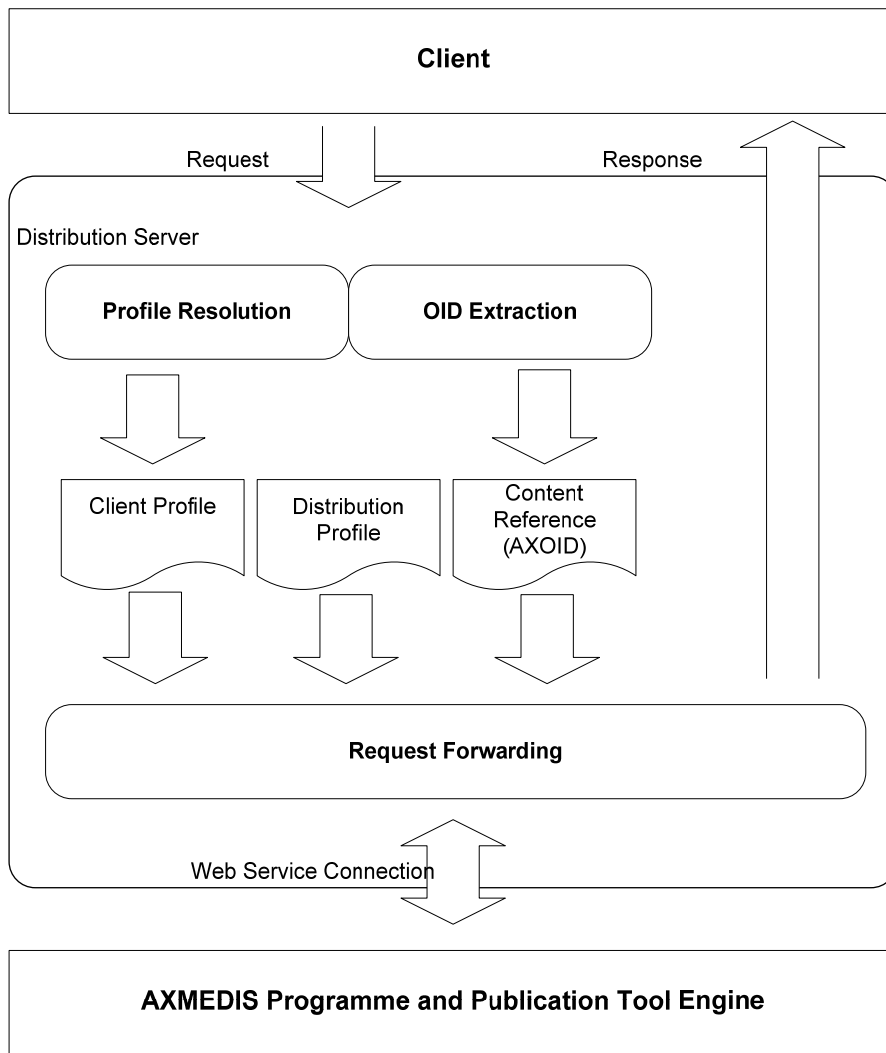 Client
Request
Response
Distribution Server
Profile Resolution
OID Extraction
Client Profile
Distribution
Profile
Content
Reference
(AXOID)
Request Forwarding
Web Service Connection
AXMEDIS Programme and Publication Tool Engine